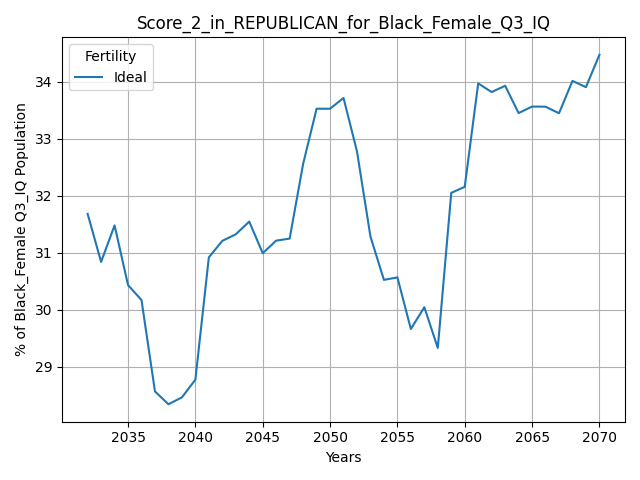 Score_2_in_REPUBLICAN_for_Black_Female_Q3_IQ
Fertility
Ideal
% of Black_Female Q3_IQ Population
34
33
32
31
30
29
2035 2040 2045 2050 2055 2060 2065 2070
Years